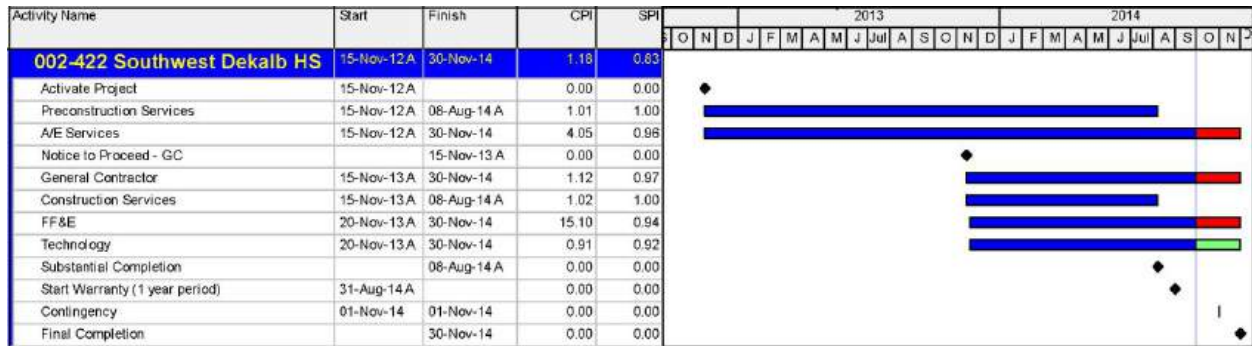 Activity Name Start Finish CPI SPI 2013 2014
S O N D J F M A M J Jul A S O N D J F M A M J Jul A S O N
002-422 Southwest Dekalb HS 15-Nov-12 A 30-Nov-14 1.18 0.83
Activate Project 15-Nov-12 A 0.00 0.00
Preconstruction Services 15-Nov-12 A 08-Aug-14 A 1.01 1.00
A/E Services 15-Nov-12 A 30-Nov-14 4.05 0.96
Notice to Proceed - GC 15-Nov-13 A 0.00 0.00
General Contractor 15-Nov-13 A 30-Nov-14 1.12 0.97
Construction Services 15-Nov-13 A 08-Aug-14 A 1.02 1.00
FF&E 20-Nov-13 A 30-Nov-14 15.10 0.94
Technology 20-Nov-13 A 30-Nov-14 0.91 0.92
Substantial Completion 08-Aug-14 A 0.00 0.00
Start Warranty (1 year period) 31-Aug-14 A 0.00 0.00
Contingency 01-Nov-14 01-Nov-14 0.00 0.00
Final Completion 30-Nov-14 0.00 0.00